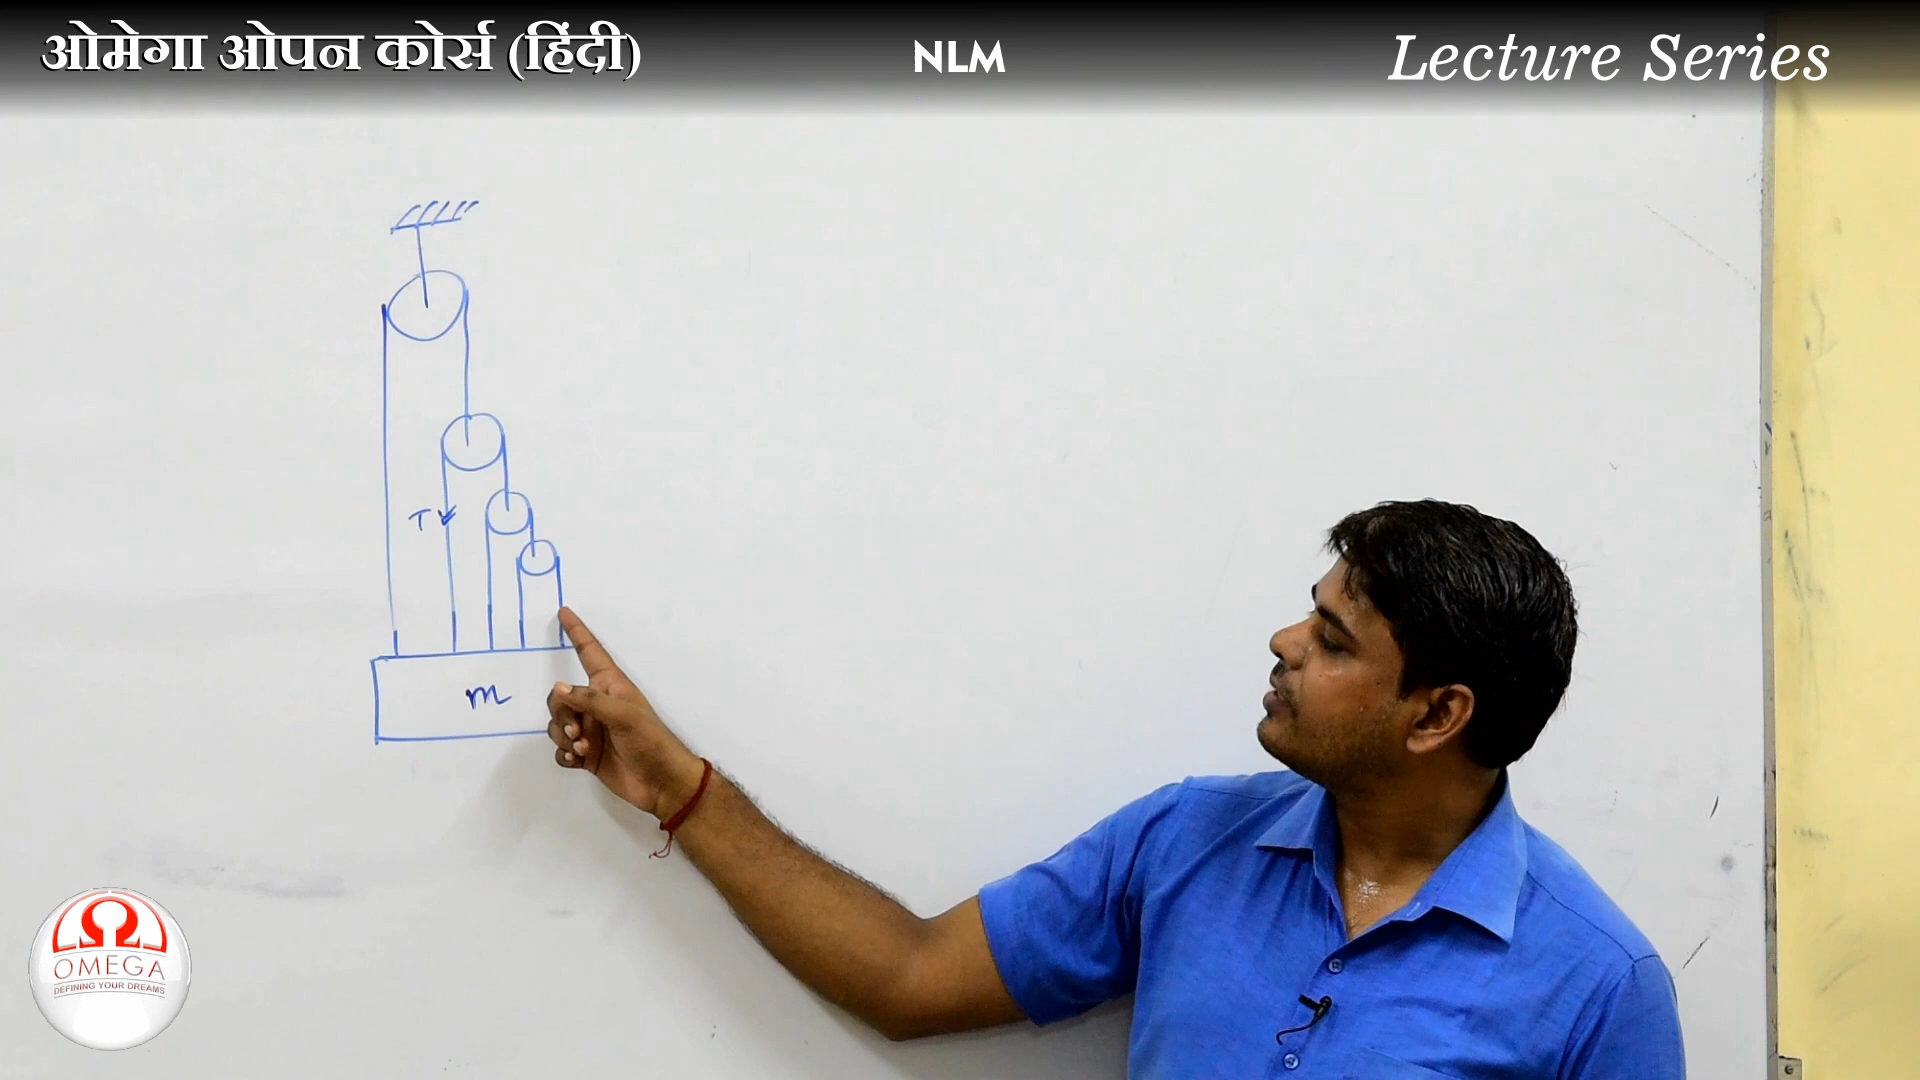 ओमेगा ओपन कोर्स (हिंदी)
NLM
Lecture Series
T
m
OMEGA
DEFINING YOUR DREAMS